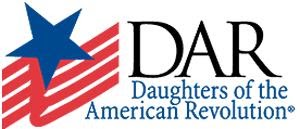 DAR
Daughters of the
American Revolution®